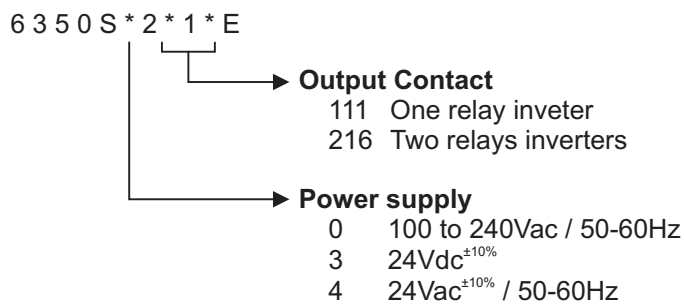 6 3 5 0 S * 2 * 1 * E
Output Contact
111 One relay inveter
216 Two relays inverters
Power supply
0 100 to 240Vac / 50-60Hz
3 24Vdc±10%
4 24Vac±10% / 50-60Hz